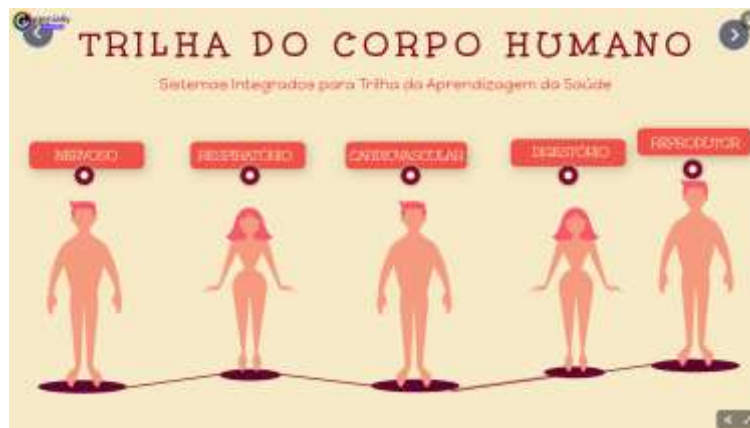 TRILHA DO CORPO HUMANO
Sistemas Integrados para Trilha da Aprendizagem da Saúde
NERVOSO
RESPIRATÓRIO
CARDIOVASCULAR
DIGESTÓRIO
REPRODUTOR